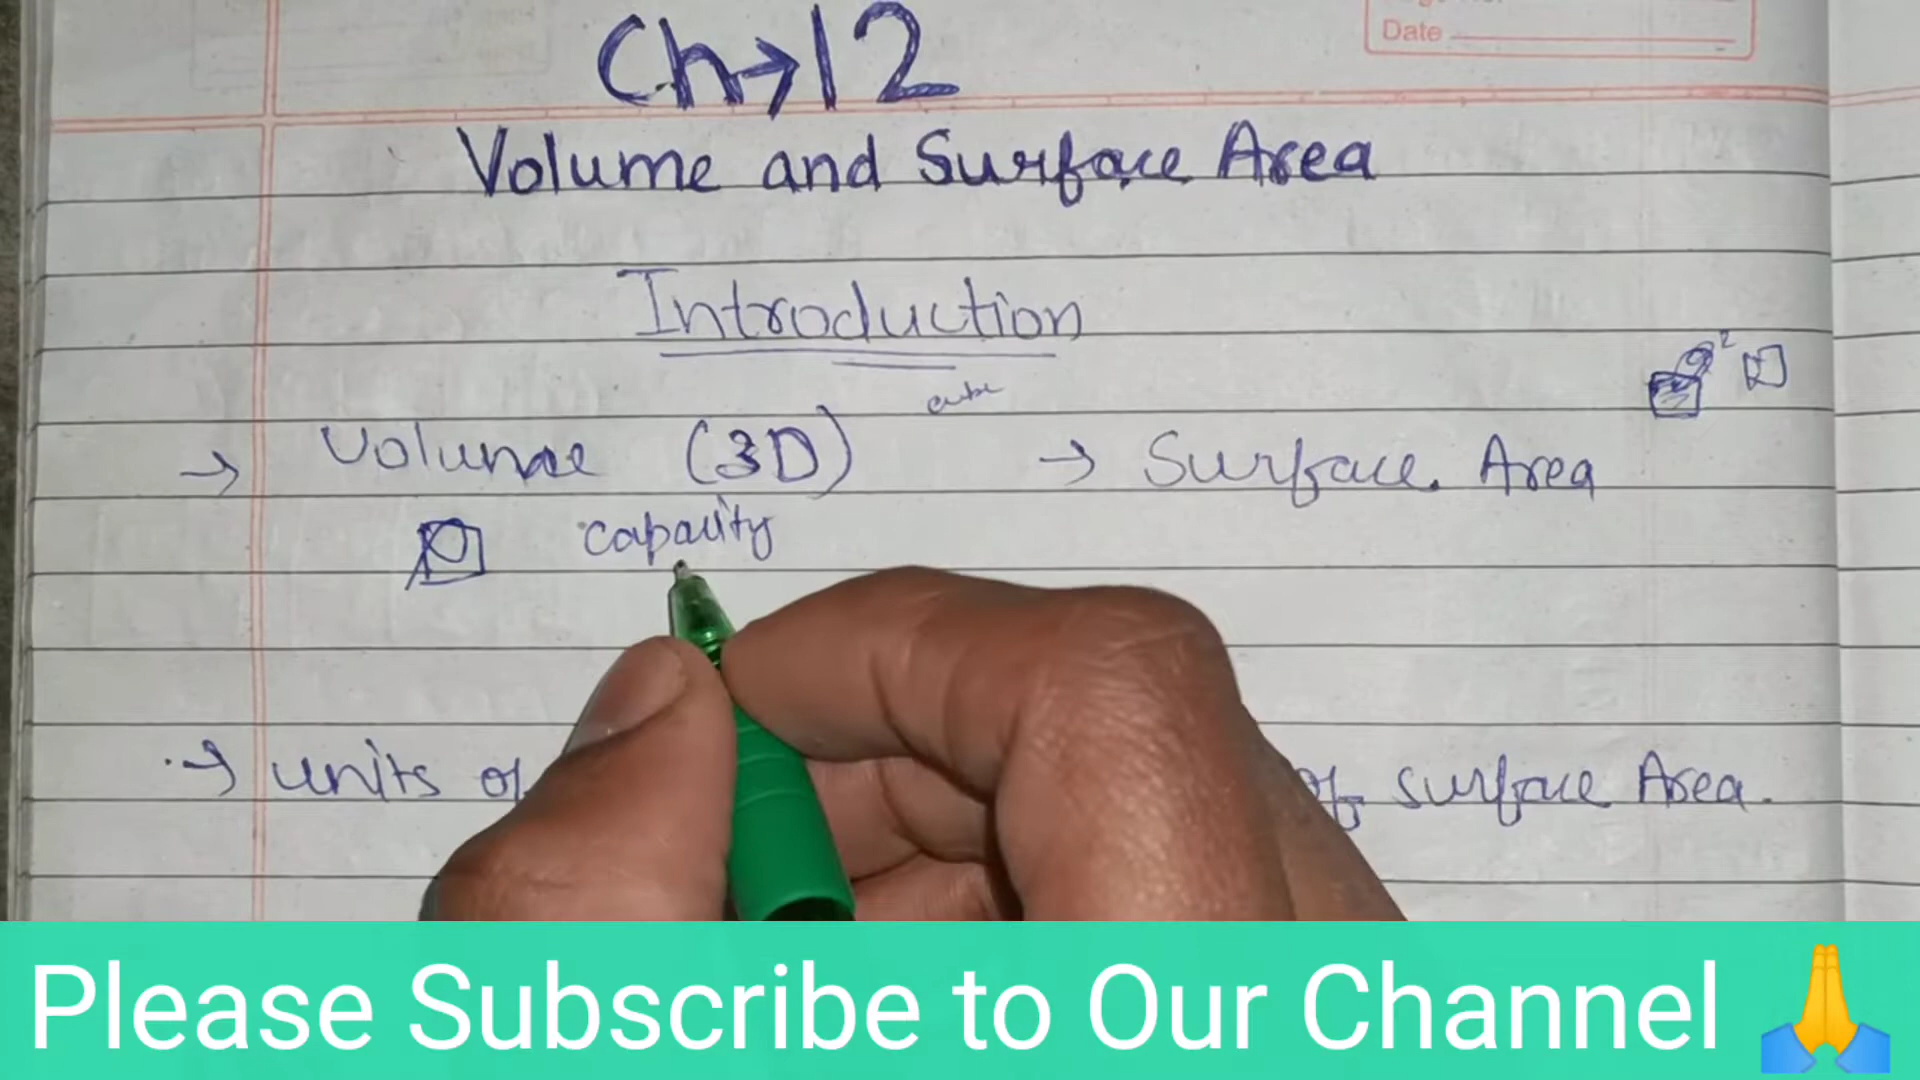 Date
Ch→12
Volume and Surface Area
Introduction
cube
→ Volume (3D) → Surface Area
capacity
→ units of of surface Area.
Please Subscribe to Our Channel 🙏